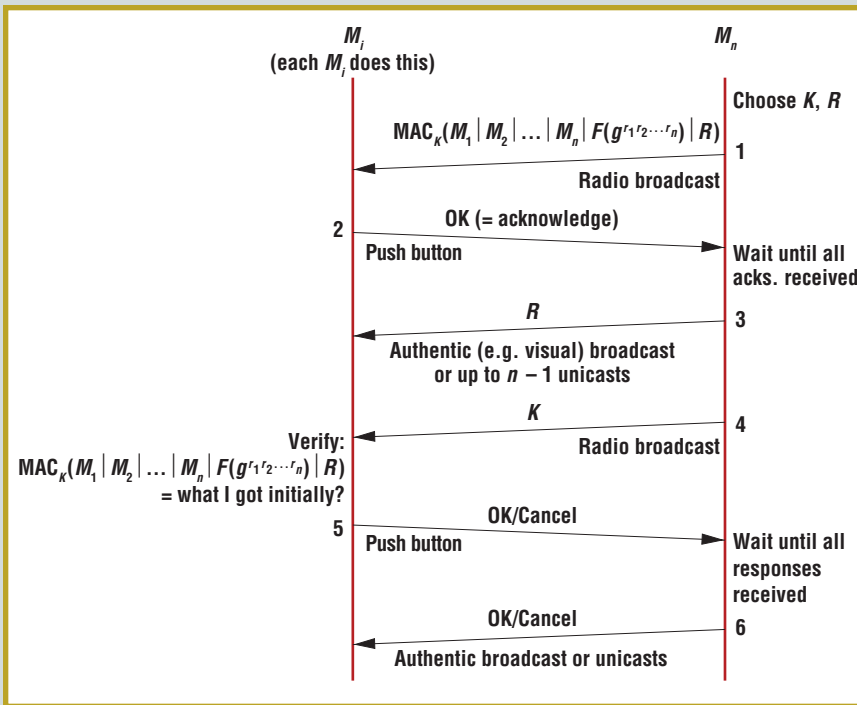 M_i
(each M_i does this)
M_n
Choose K, R
MAC_K(M_1 | M_2 | ... | M_n | F(g^{r_1 r_2 ... r_n}) | R)
1
Radio broadcast
2
OK (= acknowledge)
Push button
Wait until all
acks. received
R
3
Authentic (e.g. visual) broadcast
or up to n – 1 unicasts
K
4
Radio broadcast
Verify:
MAC_K(M_1 | M_2 | ... | M_n | F(g^{r_1 r_2 ... r_n}) | R)
= what I got initially?
5
OK/Cancel
Push button
Wait until all
responses
received
OK/Cancel
6
Authentic broadcast or unicasts